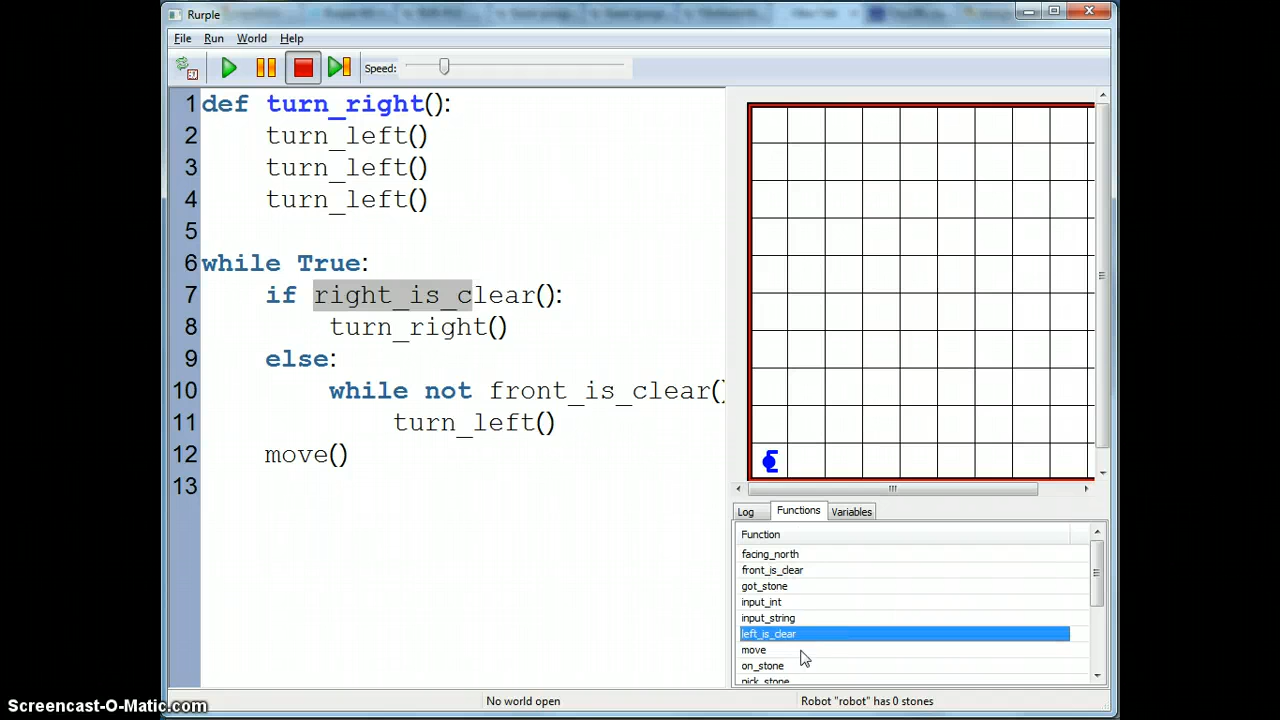 Rurple
File Run World Help
Speed:
1 def turn_right():
2 turn_left()
3 turn_left()
4 turn_left()
5
6 while True:
7 if right_is_clear():
8 turn_right()
9 else:
10 while not front_is_clear()
11 turn_left()
12 move()
13
Log Functions Variables
Function
facing_north
front_is_clear
got_stone
input_int
input_string
left_is_clear
move
on_stone
pick_stone
No world open
Robot "robot" has 0 stones
Screencast-O-Matic.com